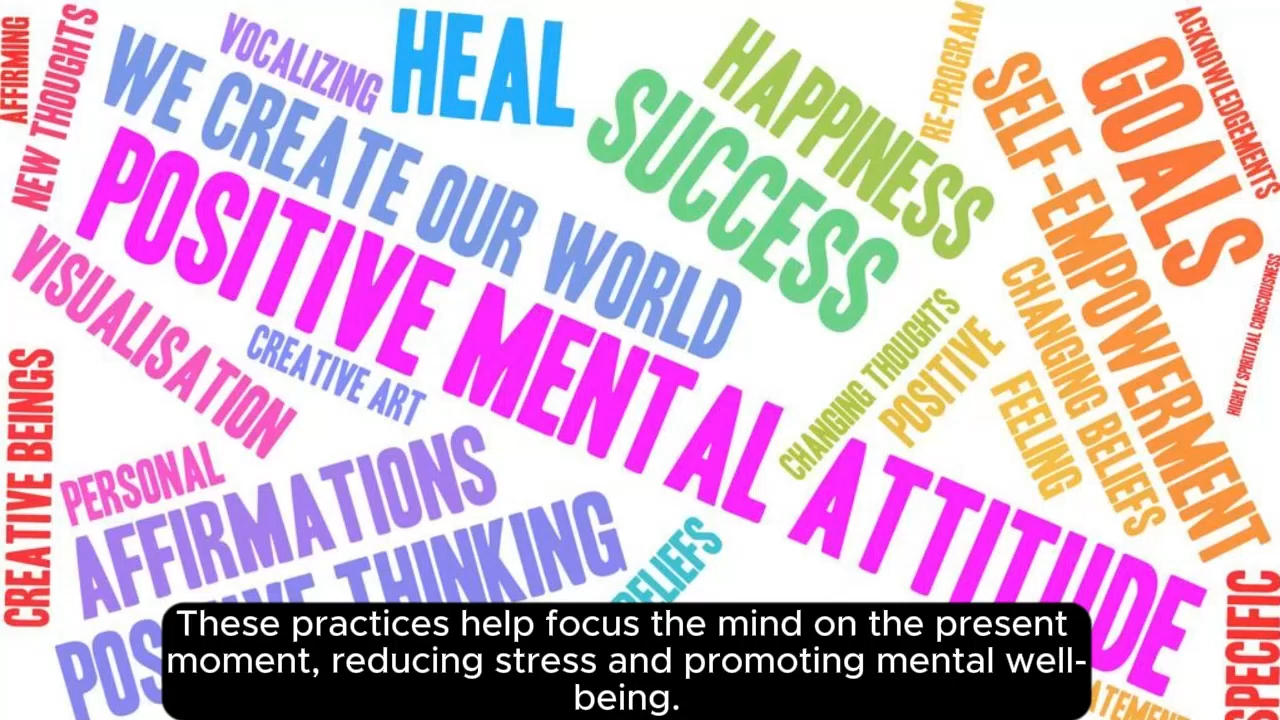 AFFIRMING
NEW THOUGHTS
VOCALIZING
HEAL
HAPPINESS
RE-PROGRAM
ACKNOWLEDGEMENTS
GOALS
SELF-EMPOWERMENT
SUCCESS
WE CREATE OUR WORLD
POSITIVE MENTAL ATTITUDE
VISUALISATION
CREATIVE ART
CHANGING THOUGHTS
POSITIVE
FEELING
CHANGING BELIEFS
HIGHLY SPIRITUAL CONSCIOUSNESS
CREATIVE BEINGS
PERSONAL
AFFIRMATIONS
THINKING
SPECIFIC
These practices help focus the mind on the present
moment, reducing stress and promoting mental well-
being.